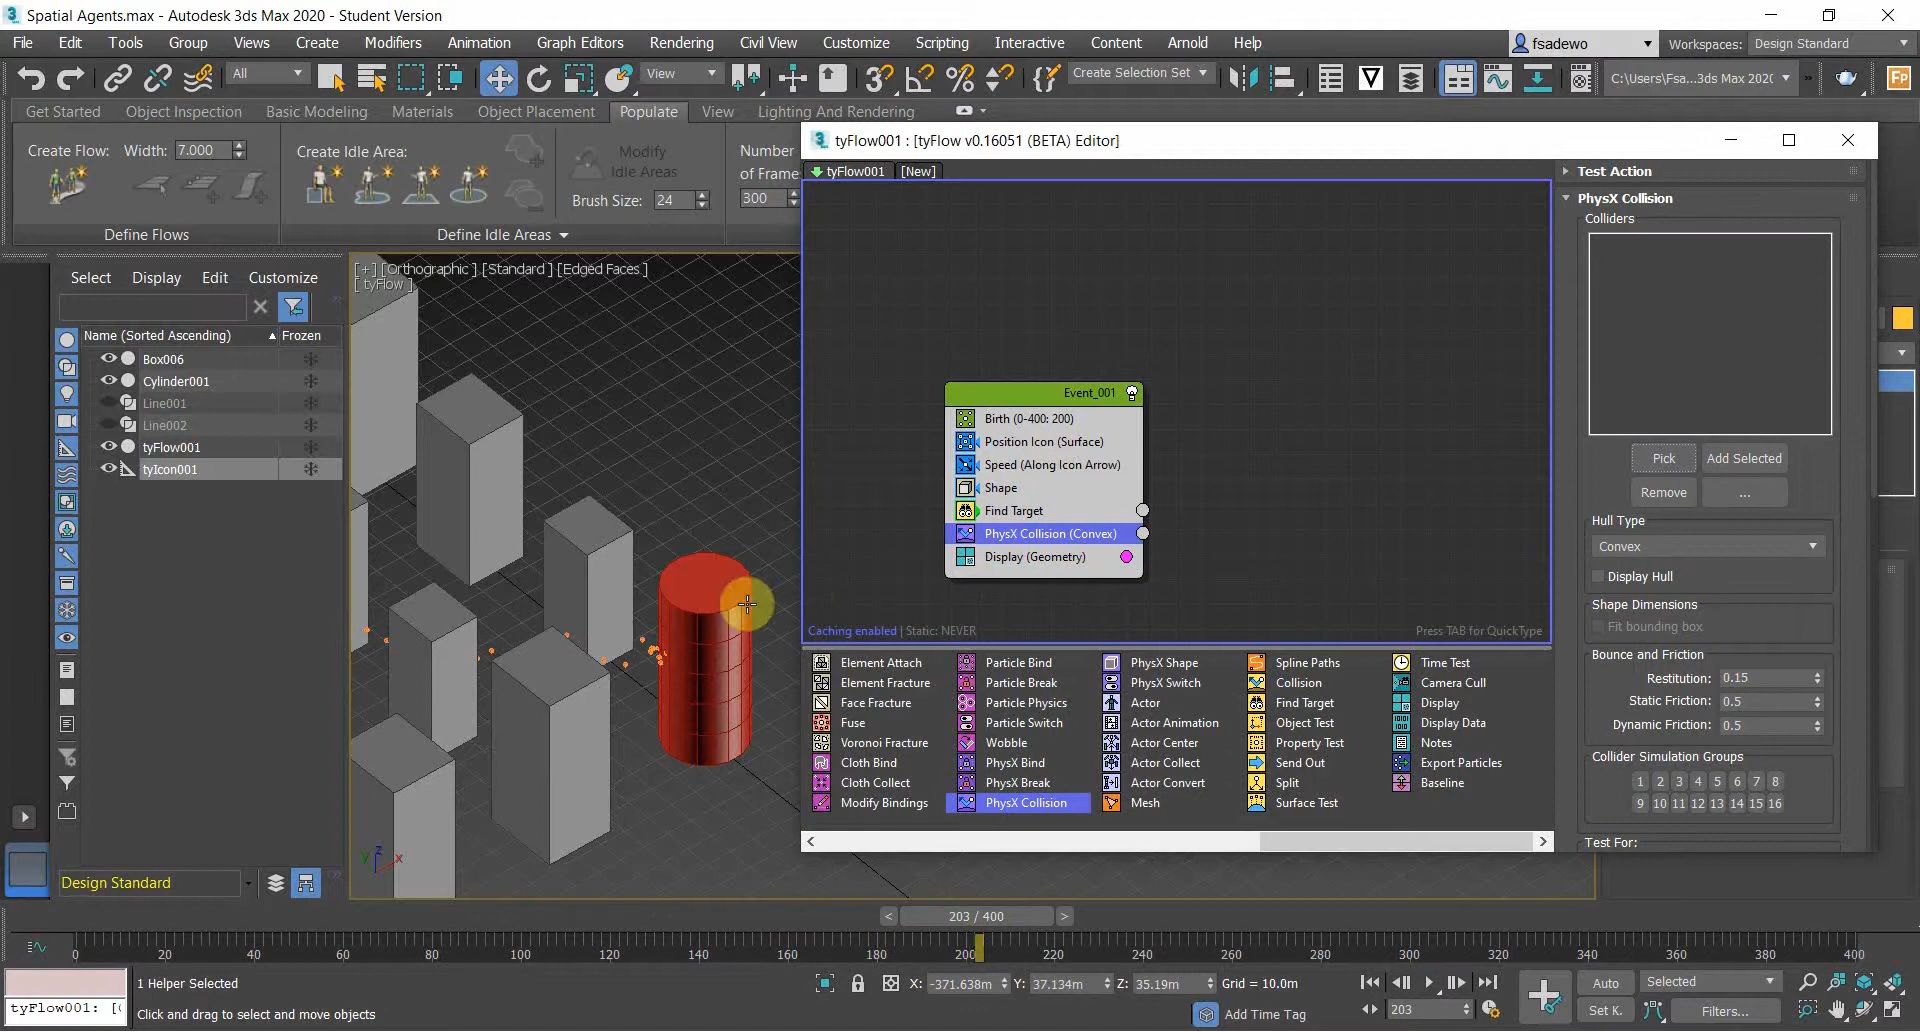 Spatial Agents.max - Autodesk 3ds Max 2020 - Student Version
File Edit Tools Group Views Create Modifiers Animation Graph Editors Rendering Civil View Customize Scripting Interactive Content Arnold Help
fsadewo
Workspaces: Design Standard
All
View
Create Selection Set
C:\Users\Fsa...3ds Max 202(
Get Started Object Inspection Basic Modeling Materials Object Placement Populate View Lighting And Rendering
Create Flow: Width: 7.000
Create Idle Area:
Modify
Idle Areas
Brush Size: 24
Number
of Frame
300
Define Flows
Define Idle Areas
tyFlow001 : [tyFlow v0.16051 (BETA) Editor]
tyFlow001 [New]
Select Display Edit Customize
Name (Sorted Ascending) Frozen
Box006
Cylinder001
Line001
Line002
tyFlow001
tyIcon001
Design Standard
[+] [Orthographic ] [Standard ] [Edged Faces ]
[ tyFlow ]
Event_001
Birth (0-400: 200)
Position Icon (Surface)
Speed (Along Icon Arrow)
Shape
Find Target
PhysX Collision (Convex)
Display (Geometry)
Caching enabled | Static: NEVER
Press TAB for QuickType
Element Attach Particle Bind PhysX Shape Spline Paths Time Test
Element Fracture Particle Break PhysX Switch Collision Camera Cull
Face Fracture Particle Physics Actor Find Target Display
Fuse Particle Switch Actor Animation Object Test Display Data
Voronoi Fracture Wobble Actor Center Property Test Notes
Cloth Bind PhysX Bind Actor Collect Send Out Export Particles
Cloth Collect PhysX Break Actor Convert Split Baseline
Modify Bindings PhysX Collision Mesh Surface Test
Test Action
PhysX Collision
Colliders
Pick Add Selected
Remove ...
Hull Type
Convex
Display Hull
Shape Dimensions
Fit bounding box
Bounce and Friction
Restitution: 0.15
Static Friction: 0.5
Dynamic Friction: 0.5
Collider Simulation Groups
1 2 3 4 5 6 7 8
9 10 11 12 13 14 15 16
Test For:
z
y x
< 203 / 400 >
0 20 40 60 80 100 120 140 160 180 200 220 240 260 280 300 320 340 360 380 400
tyFlow001: [(
1 Helper Selected
Click and drag to select and move objects
X: -371.638m Y: 37.134m Z: 35.19m Grid = 10.0m
Add Time Tag
203
Auto Selected
Set K. Filters...